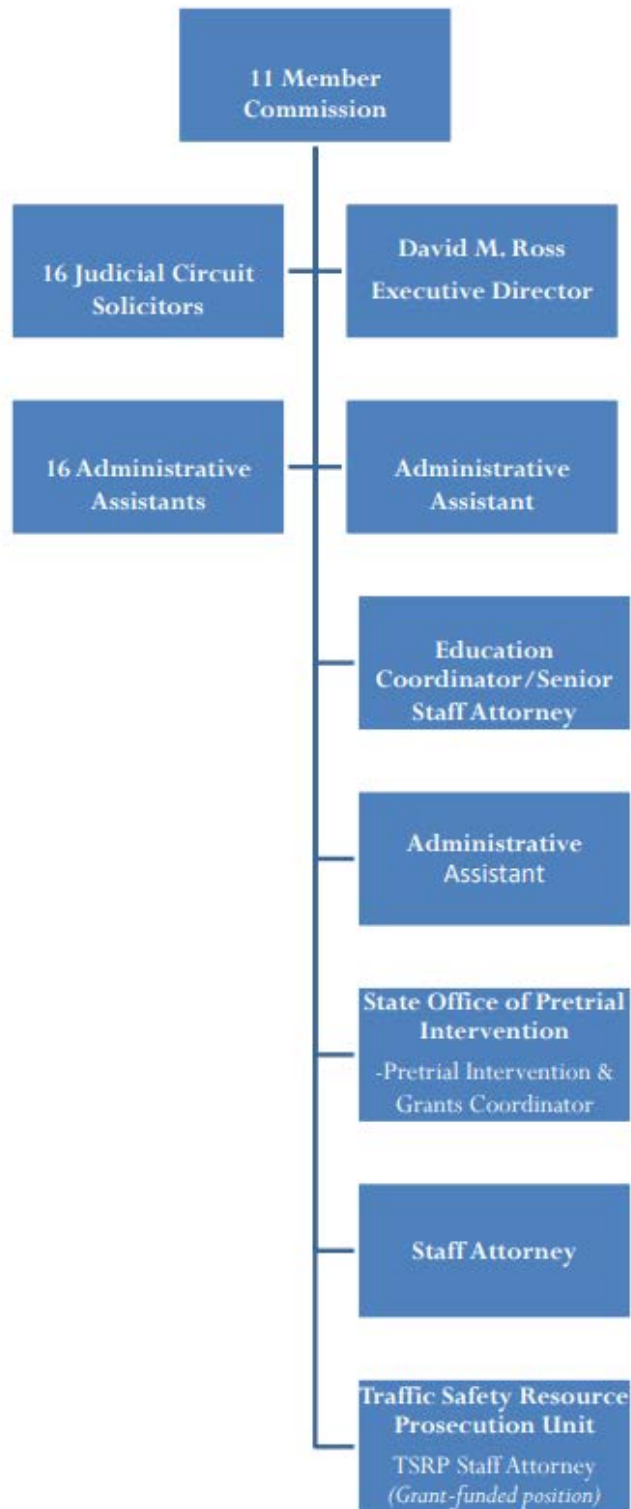 11 Member
Commission
16 Judicial Circuit
Solicitors
David M. Ross
Executive Director
16 Administrative
Assistants
Administrative
Assistant
Education
Coordinator/Senior
Staff Attorney
Administrative
Assistant
State Office of Pretrial
Intervention
-Pretrial Intervention &
Grants Coordinator
Staff Attorney
Traffic Safety Resource
Prosecution Unit
TSRP Staff Attorney
(Grant-funded position)